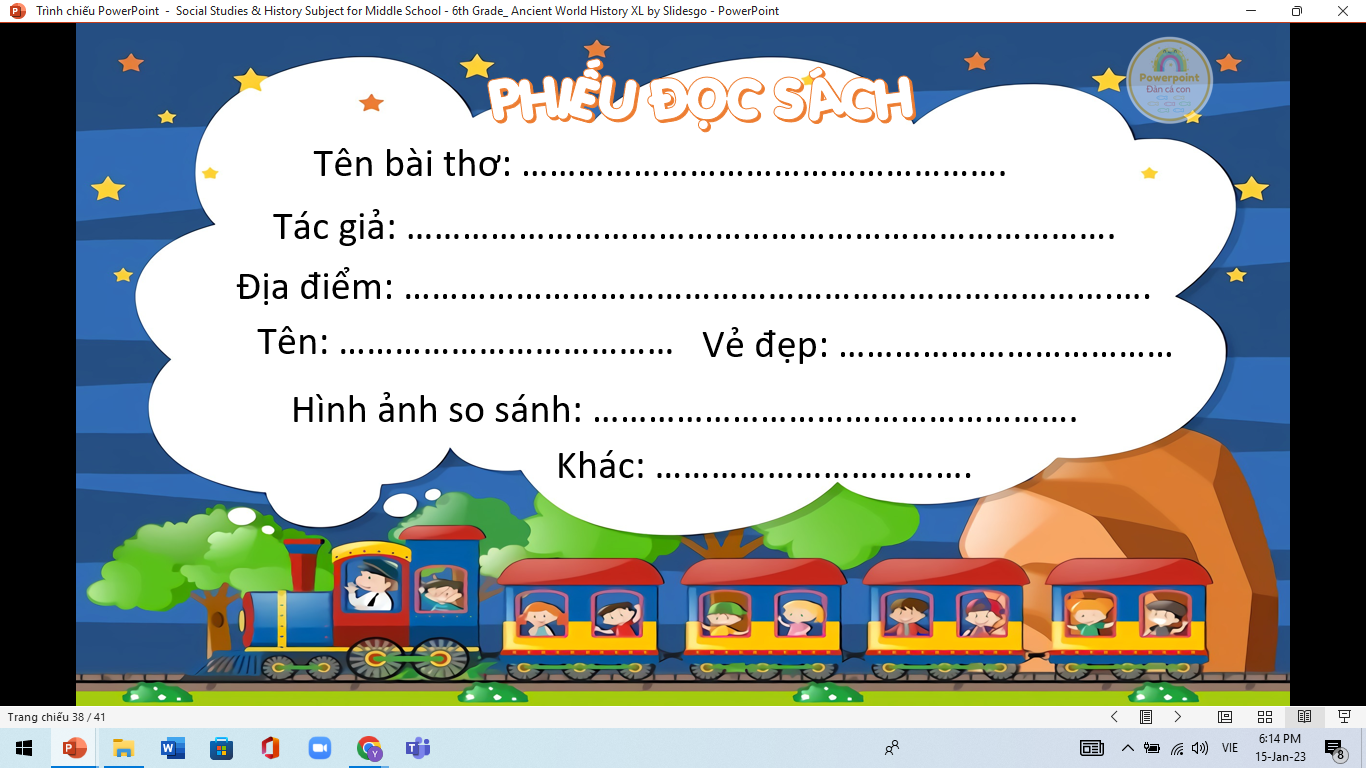 Trình chiếu PowerPoint - Social Studies & History Subject for Middle School - 6th Grade_ Ancient World History XL by Slidesgo - PowerPoint
PHIẾU ĐỌC SÁCH
Powerpoint
Đàn cá con
Tên bài thơ: …………………………………………….
Tác giả: ………………………………………………………………….
Địa điểm: ………………………………………………………………….….
Tên: ……………………………… Vẻ đẹp: ………………………………
Hình ảnh so sánh: …………………………………………….
Khác: …………………………….
Trang chiếu 38 / 41
VIE
6:14 PM
15-Jan-23
8